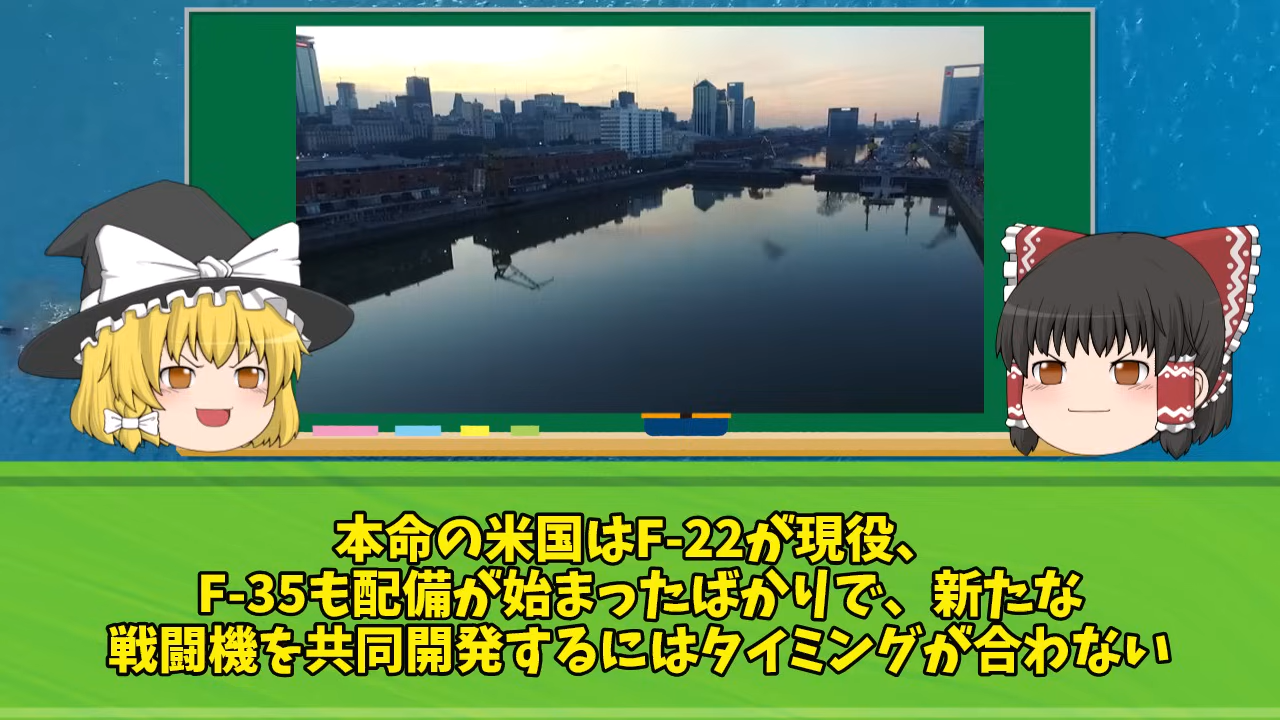 本命の米国はF-22が現役、
F-35も配備が始まったばかりで、新たな
戦闘機を共同開発するにはタイミングが合わない